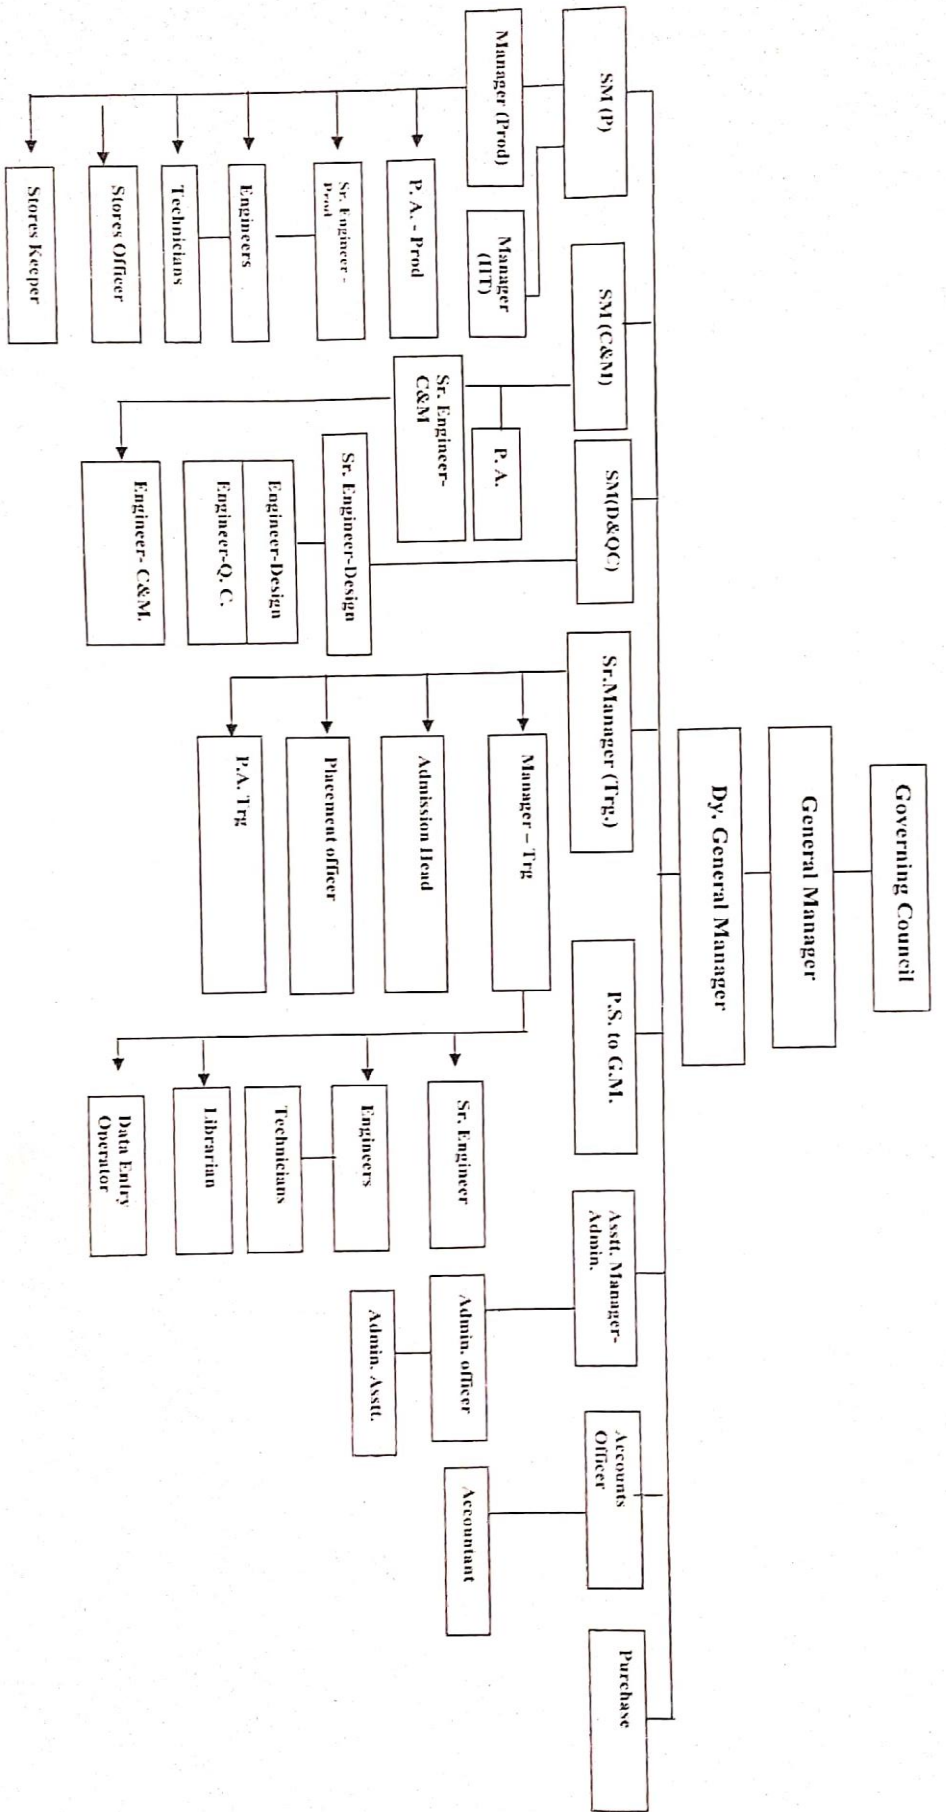 Governing Council
General Manager
Dy. General Manager
SM (P)
SM (C&M)
SM(D&QC)
Sr.Manager (Trg.)
P.S. to G.M.
Asstt. Manager-
Admin.
Accounts
Officer
Purchase
Manager (Prod)
Manager
(HT)
P. A. - Prod
Sr. Engineer -
Prod
Engineers
Technicians
Stores Officer
Stores Keeper
P. A.
Sr. Engineer-
C&M
Engineer- C&M.
Sr. Engineer-Design
Engineer-Design
Engineer-Q. C.
Manager – Trg
Admission Head
Placement officer
P.A. Trg
Sr. Engineer
Engineers
Technicians
Librarian
Data Entry
Operator
Admin. officer
Admin. Asstt.
Accountant